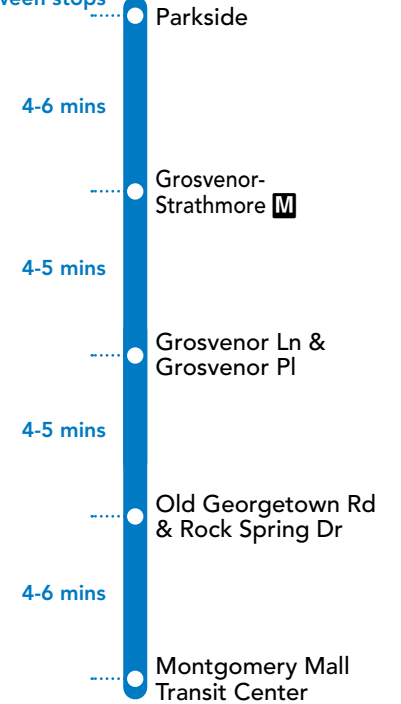 stops
Parkside
4-6 mins
Grosvenor-
Strathmore M
4-5 mins
Grosvenor Ln &
Grosvenor Pl
4-5 mins
Old Georgetown Rd
& Rock Spring Dr
4-6 mins
Montgomery Mall
Transit Center